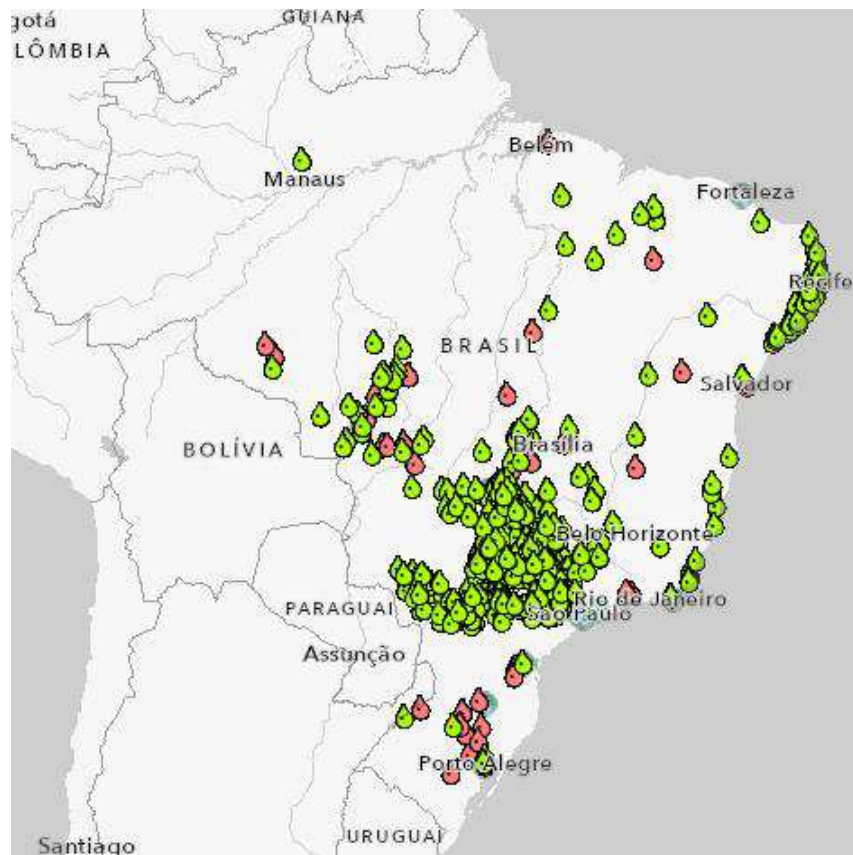 GUIANA
gotá
LÔMBIA
Belém
Manaus
Fortaleza
Recife
BRASIL
Salvador
BOLÍVIA
Brasília
Belo Horizonte
PARAGUAI
Rio de Janeiro
São Paulo
Assunção
Porto Alegre
URUGUAI
Santiago